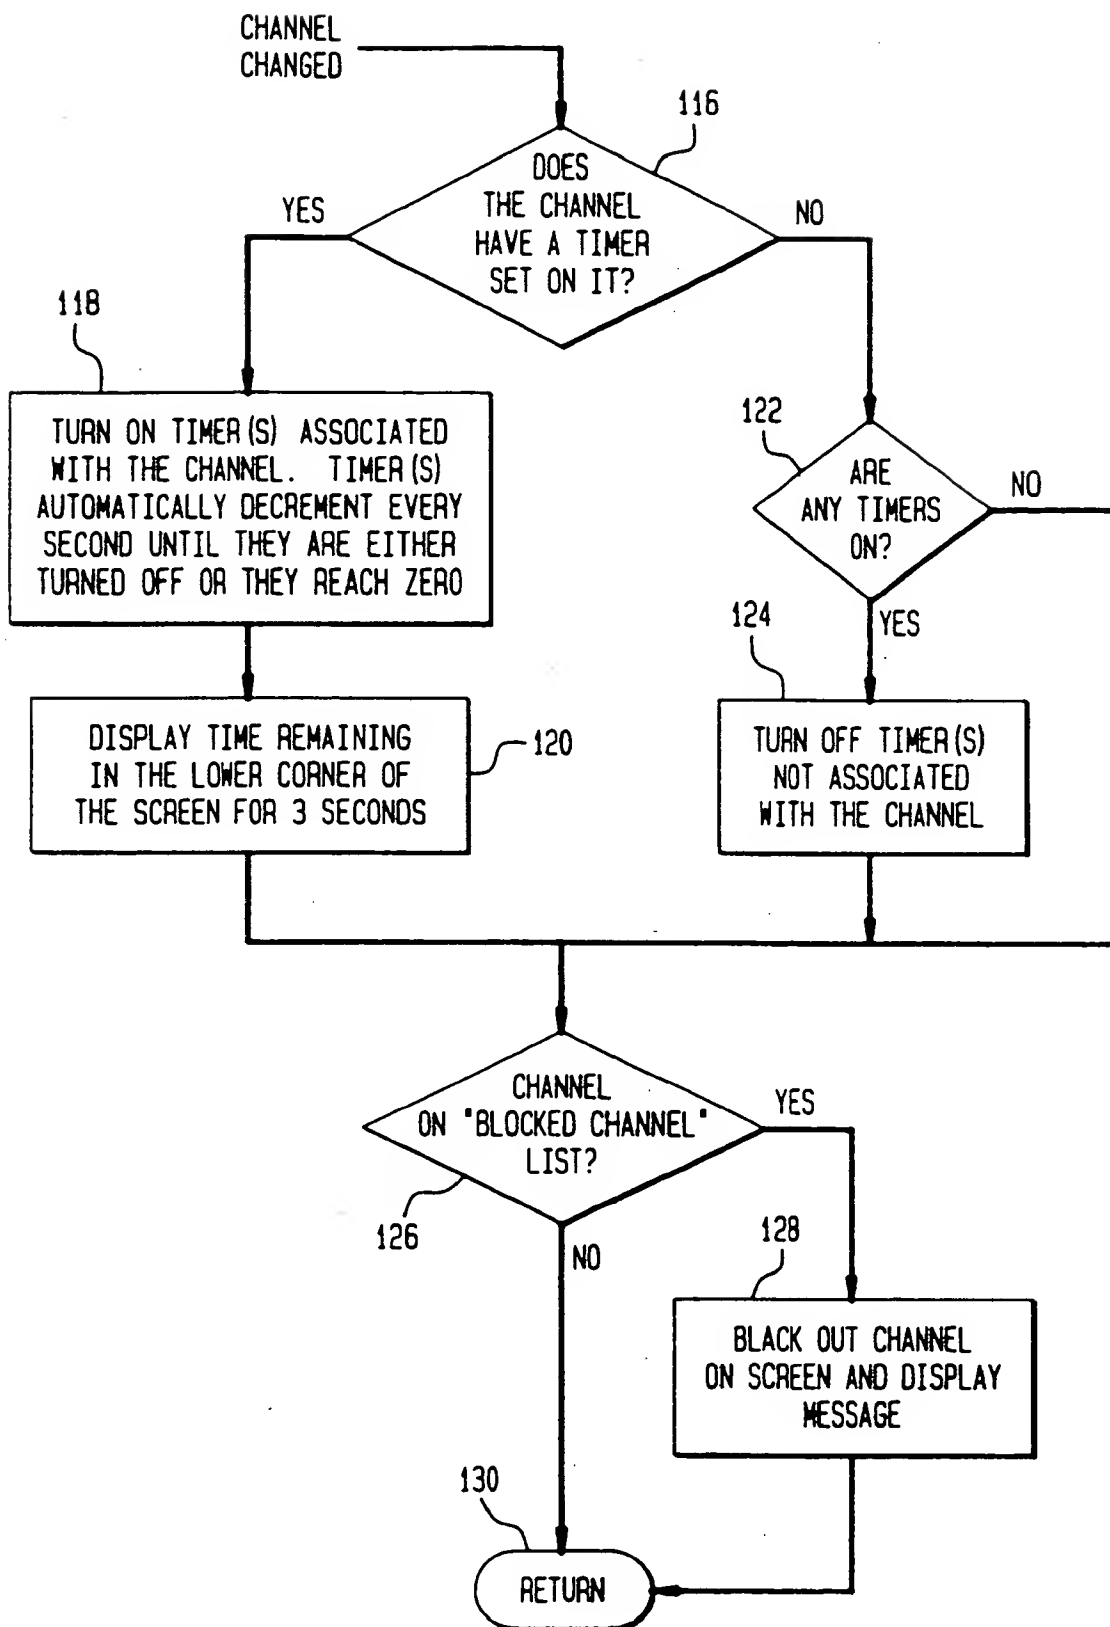 CHANNEL
CHANGED
116
DOES
THE CHANNEL
HAVE A TIMER
SET ON IT?
YES
NO
118
TURN ON TIMER(S) ASSOCIATED
WITH THE CHANNEL. TIMER(S)
AUTOMATICALLY DECREMENT EVERY
SECOND UNTIL THEY ARE EITHER
TURNED OFF OR THEY REACH ZERO
122
ARE
ANY TIMERS
ON?
NO
YES
124
DISPLAY TIME REMAINING
IN THE LOWER CORNER OF
THE SCREEN FOR 3 SECONDS
120
TURN OFF TIMER(S)
NOT ASSOCIATED
WITH THE CHANNEL
CHANNEL
ON "BLOCKED CHANNEL"
LIST?
YES
126
NO
128
BLACK OUT CHANNEL
ON SCREEN AND DISPLAY
MESSAGE
130
RETURN